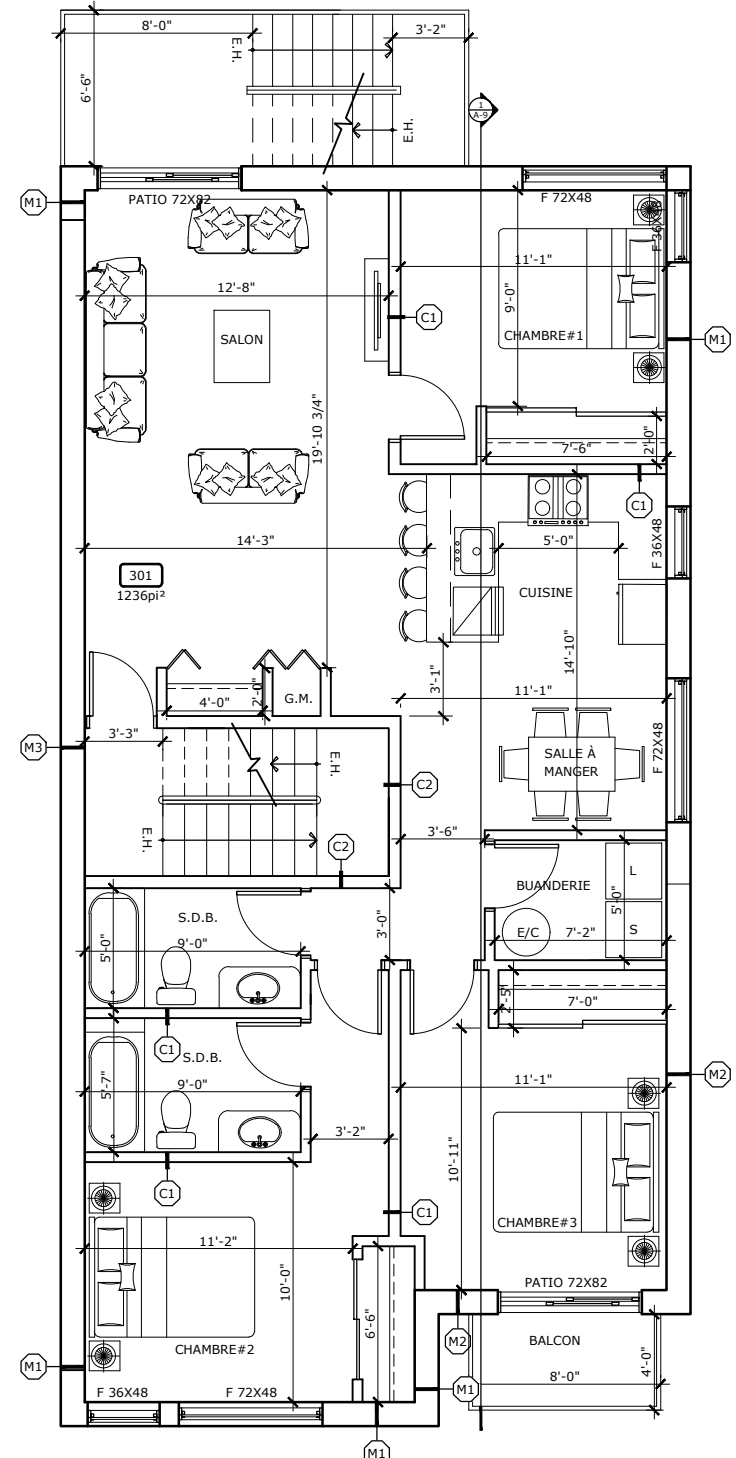 8'-0"
3'-2"
E.H.
6'-6"
E.H.
1
A-9
M1
PATIO 72X82
F 72X48
F 36X48
11'-1"
12'-8"
9'-0"
C1
SALON
CHAMBRE#1
M1
19'-10 3/4"
7'-6"
2'-0"
C1
14'-3"
5'-0"
F 36X48
301
1236pi²
CUISINE
14'-10"
3'-1"
4'-0"
2'-0"
G.M.
11'-1"
3'-3"
M3
E.H.
C2
SALLE À
MANGER
F 72X48
E.H.
3'-6"
C2
BUANDERIE
L
5'-0"
S.D.B.
9'-0"
5'-0"
3'-0"
E/C
7'-2"
S
2'-5"
7'-0"
C1
S.D.B.
9'-0"
5'-7"
11'-1"
M2
3'-2"
10'-11"
C1
C1
CHAMBRE#3
11'-2"
10'-0"
6'-6"
PATIO 72X82
CHAMBRE#2
M2
BALCON
M1
F 36X48
F 72X48
M1
8'-0"
4'-0"
M1